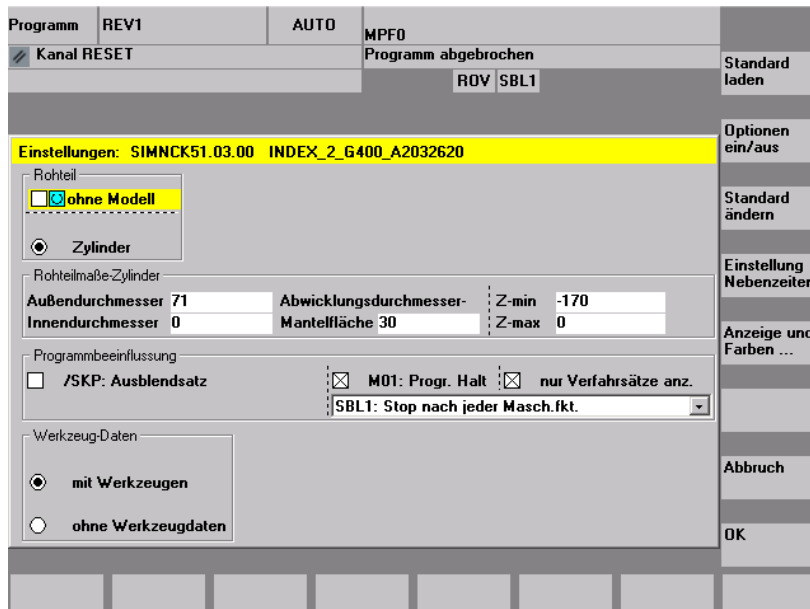 Programm REV1 AUTO MPF0
Kanal RESET Programm abgebrochen
ROV SBL1
Standard
laden
Optionen
ein/aus
Standard
ändern
Einstellung
Nebenzeiten
Anzeige und
Farben ...
Abbruch
OK
Einstellungen: SIMNCK51.03.00 INDEX_2_G400_A2032620
Rohteil
ohne Modell
Zylinder
Rohteilmaße-Zylinder
Außendurchmesser 71 Abwicklungsdurchmesser- Z-min -170
Innendurchmesser 0 Mantelfläche 30 Z-max 0
Programmbeeinflussung
/SKP: Ausblendsatz M01: Progr. Halt nur Verfahrsätze anz.
SBL1: Stop nach jeder Masch.fkt.
Werkzeug-Daten
mit Werkzeugen
ohne Werkzeugdaten